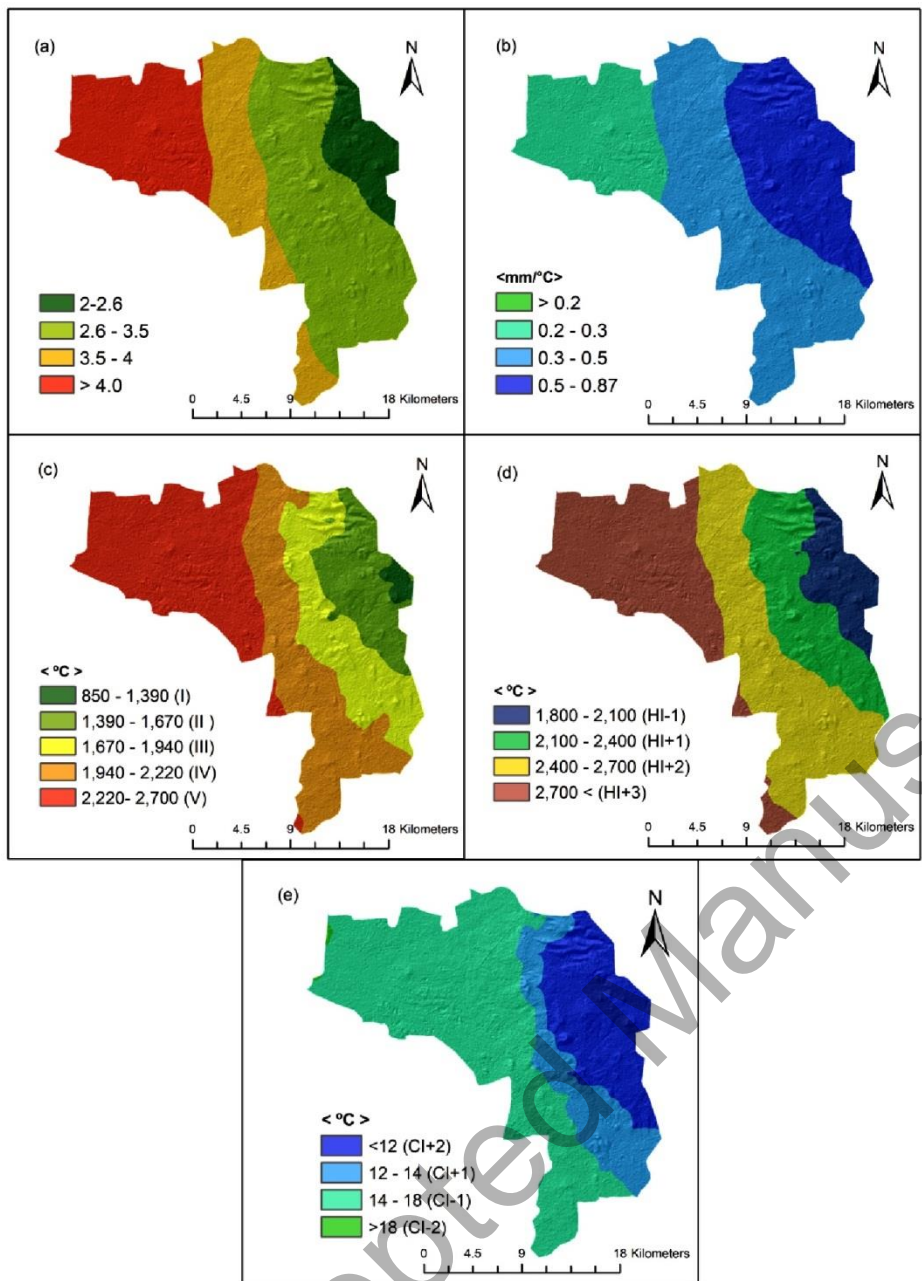 (a)
N
2-2.6
2.6 - 3.5
3.5 - 4
> 4.0
0 4.5 9 18 Kilometers
(b)
N
<mm/°C>
> 0.2
0.2 - 0.3
0.3 - 0.5
0.5 - 0.87
0 4.5 9 18 Kilometers
(c)
N
< °C >
850 - 1,390 (I)
1,390 - 1,670 (II )
1,670 - 1,940 (III)
1,940 - 2,220 (IV)
2,220- 2,700 (V)
0 4.5 9 18 Kilometers
(d)
N
< °C >
1,800 - 2,100 (HI-1)
2,100 - 2,400 (HI+1)
2,400 - 2,700 (HI+2)
2,700 < (HI+3)
0 4.5 9 18 Kilometers
(e)
N
< °C >
<12 (CI+2)
12 - 14 (CI+1)
14 - 18 (CI-1)
>18 (CI-2)
0 4.5 9 18 Kilometers
epted Manus